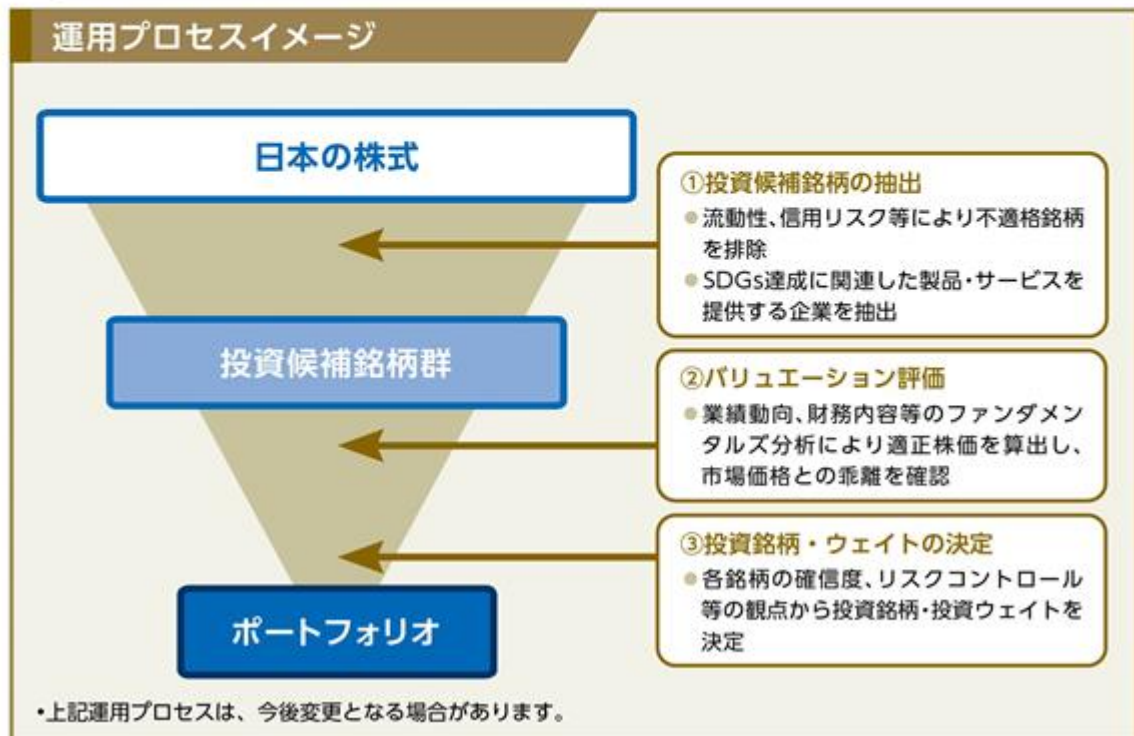 運用プロセスイメージ
日本の株式
①投資候補銘柄の抽出
●流動性、信用リスク等により不適格銘柄
を排除
●SDGs達成に関連した製品・サービスを
提供する企業を抽出
投資候補銘柄群
②バリュエーション評価
●業績動向、財務内容等のファンダメン
タルズ分析により適正株価を算出し、
市場価格との乖離を確認
③投資銘柄・ウェイトの決定
●各銘柄の確信度、リスクコントロール
等の観点から投資銘柄・投資ウェイトを
決定
ポートフォリオ
•上記運用プロセスは、今後変更となる場合があります。